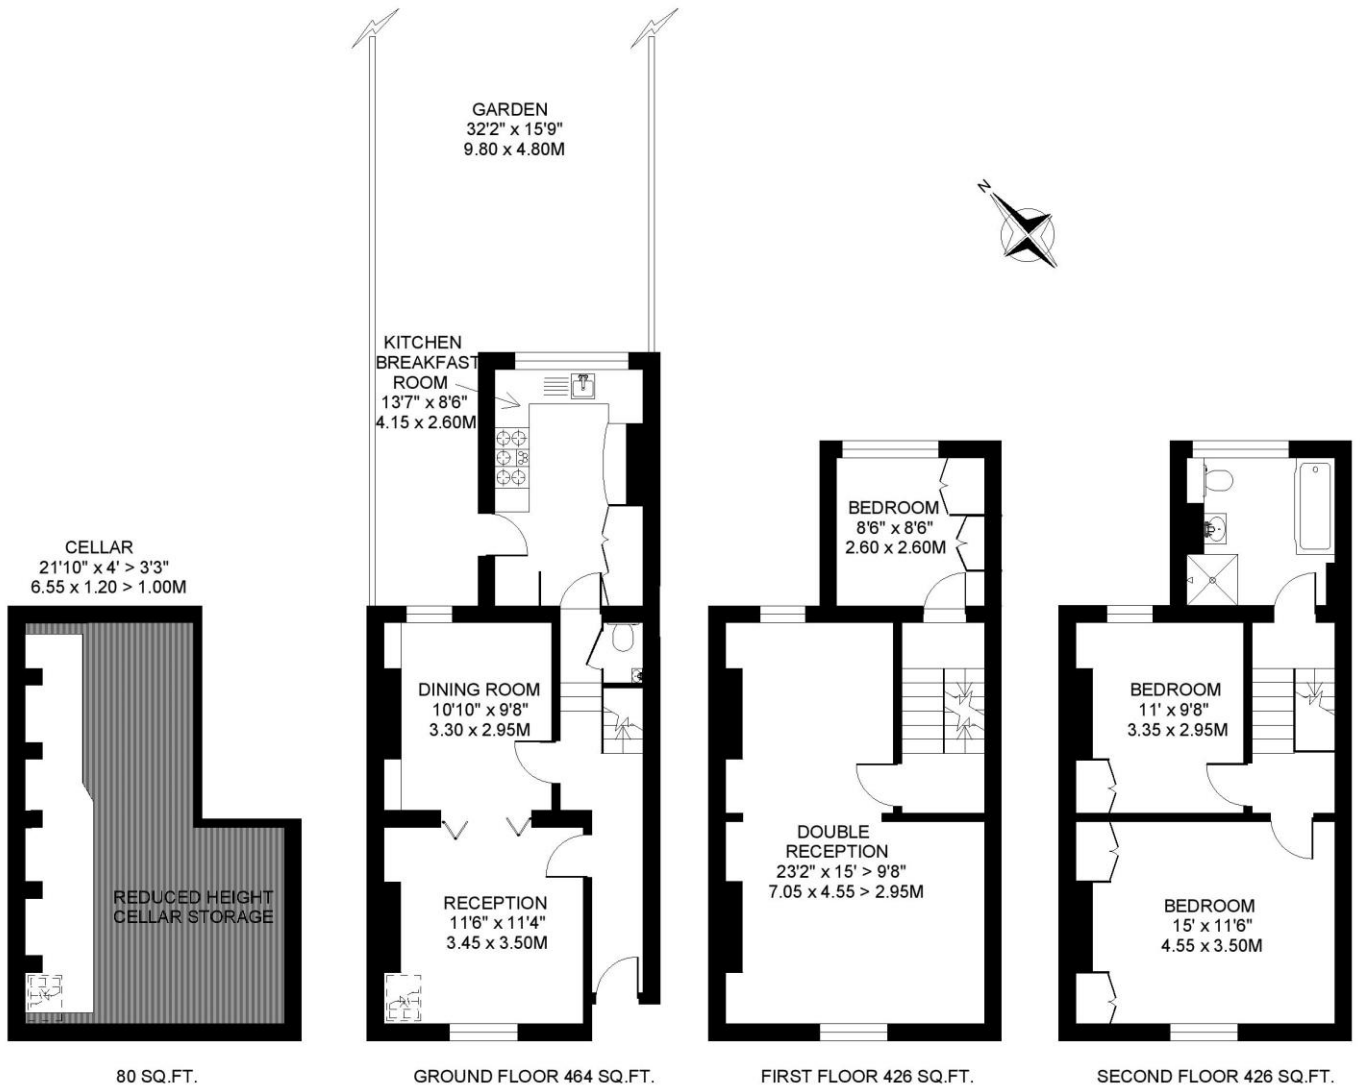 GARDEN
32'2" x 15'9"
9.80 x 4.80M
N
KITCHEN
BREAKFAST
ROOM
13'7" x 8'6"
4.15 x 2.60M
CELLAR
21'10" x 4' > 3'3"
6.55 x 1.20 > 1.00M
REDUCED HEIGHT
CELLAR STORAGE
DINING ROOM
10'10" x 9'8"
3.30 x 2.95M
RECEPTION
11'6" x 11'4"
3.45 x 3.50M
BEDROOM
8'6" x 8'6"
2.60 x 2.60M
DOUBLE
RECEPTION
23'2" x 15' > 9'8"
7.05 x 4.55 > 2.95M
BEDROOM
11' x 9'8"
3.35 x 2.95M
BEDROOM
15' x 11'6"
4.55 x 3.50M
80 SQ.FT.
GROUND FLOOR 464 SQ.FT.
FIRST FLOOR 426 SQ.FT.
SECOND FLOOR 426 SQ.FT.